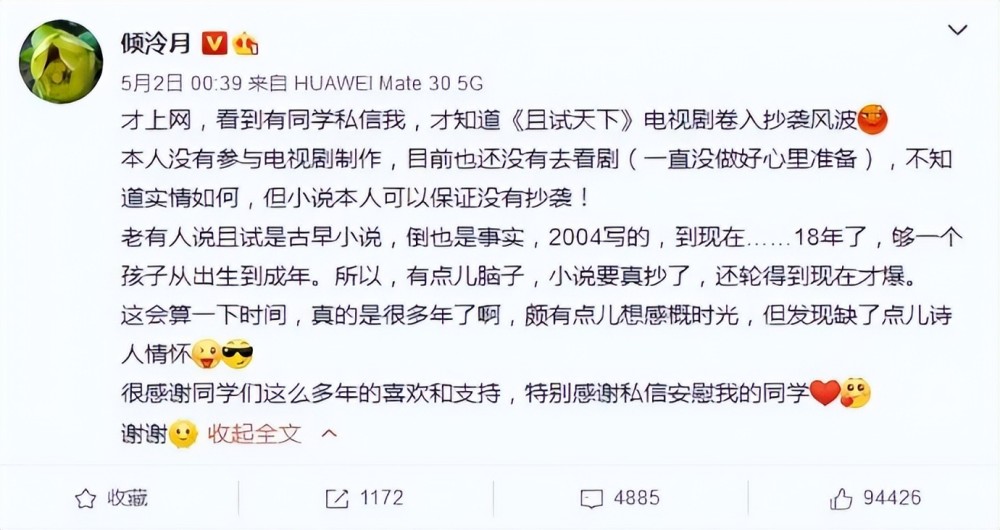 倾泠月
5月2日 00:39 来自 HUAWEI Mate 30 5G
才上网，看到有同学私信我，才知道《且试天下》电视剧卷入抄袭风波
本人没有参与电视剧制作，目前也还没有去看剧（一直没做好心里准备），不知
道实情如何，但小说本人可以保证没有抄袭！
老有人说且试是古早小说，倒也是事实，2004写的，到现在……18年了，够一个
孩子从出生到成年。所以，有点儿脑子，小说要真抄了，还轮得到现在才爆。
这会算一下时间，真的是很多年了啊，颇有点儿想感慨时光，但发现缺了点儿诗
人情怀
很感谢同学们这么多年的喜欢和支持，特别感谢私信安慰我的同学
谢谢 收起全文
收藏 1172 4885 94426